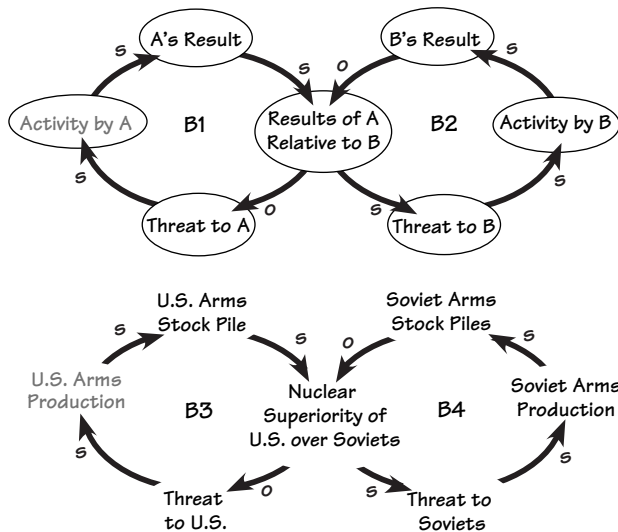 A's Result
B's Result
s
s
o
s
Activity by A
B1
Results of A
Relative to B
B2
Activity by B
s
o
s
s
Threat to A
Threat to B
U.S. Arms
Stock Pile
Soviet Arms
Stock Piles
s
s
o
s
U.S. Arms
Production
B3
Nuclear
Superiority of
U.S. over Soviets
B4
Soviet Arms
Production
s
o
s
s
Threat
to U.S.
Threat to
Soviets